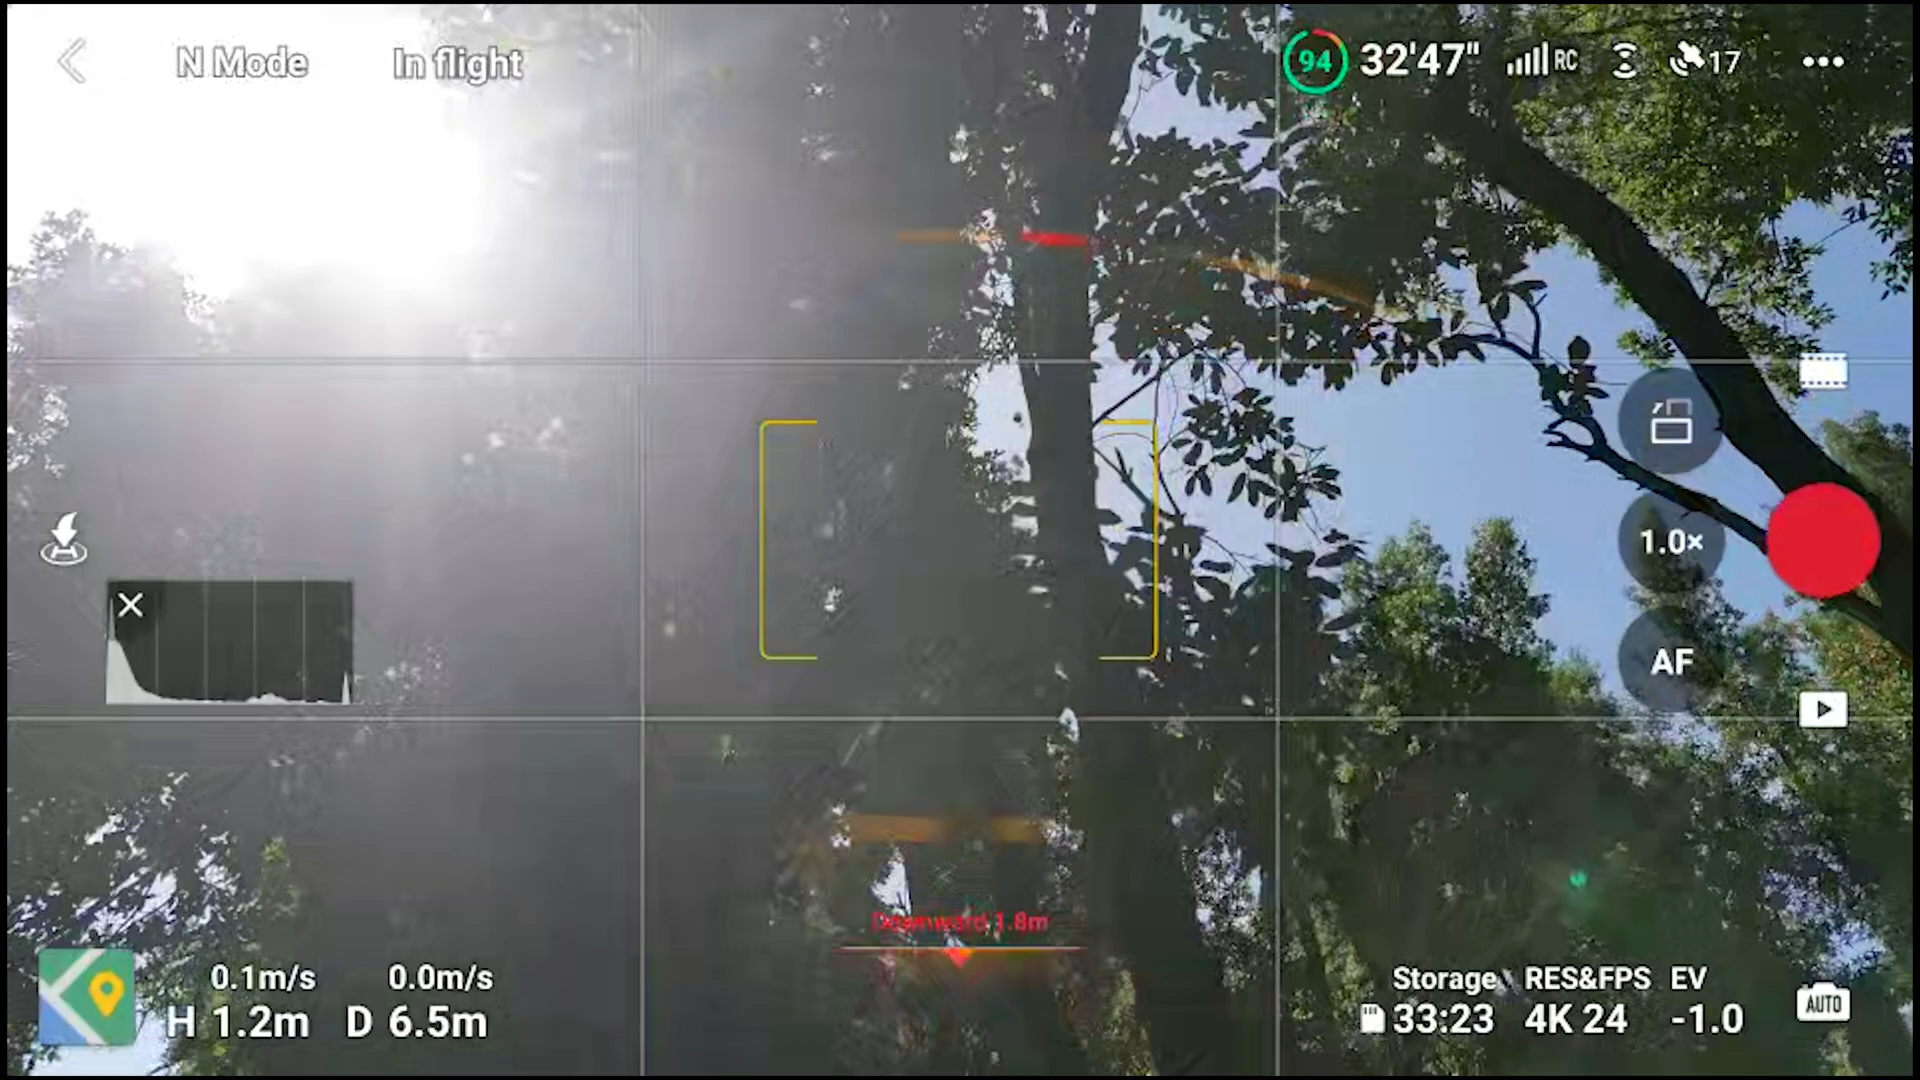 N Mode In flight 94 32'47" RC 17
1.0×
AF
Downward 1.8m
0.1m/s 0.0m/s
H 1.2m D 6.5m
Storage RES&FPS EV
33:23 4K 24 -1.0
AUTO